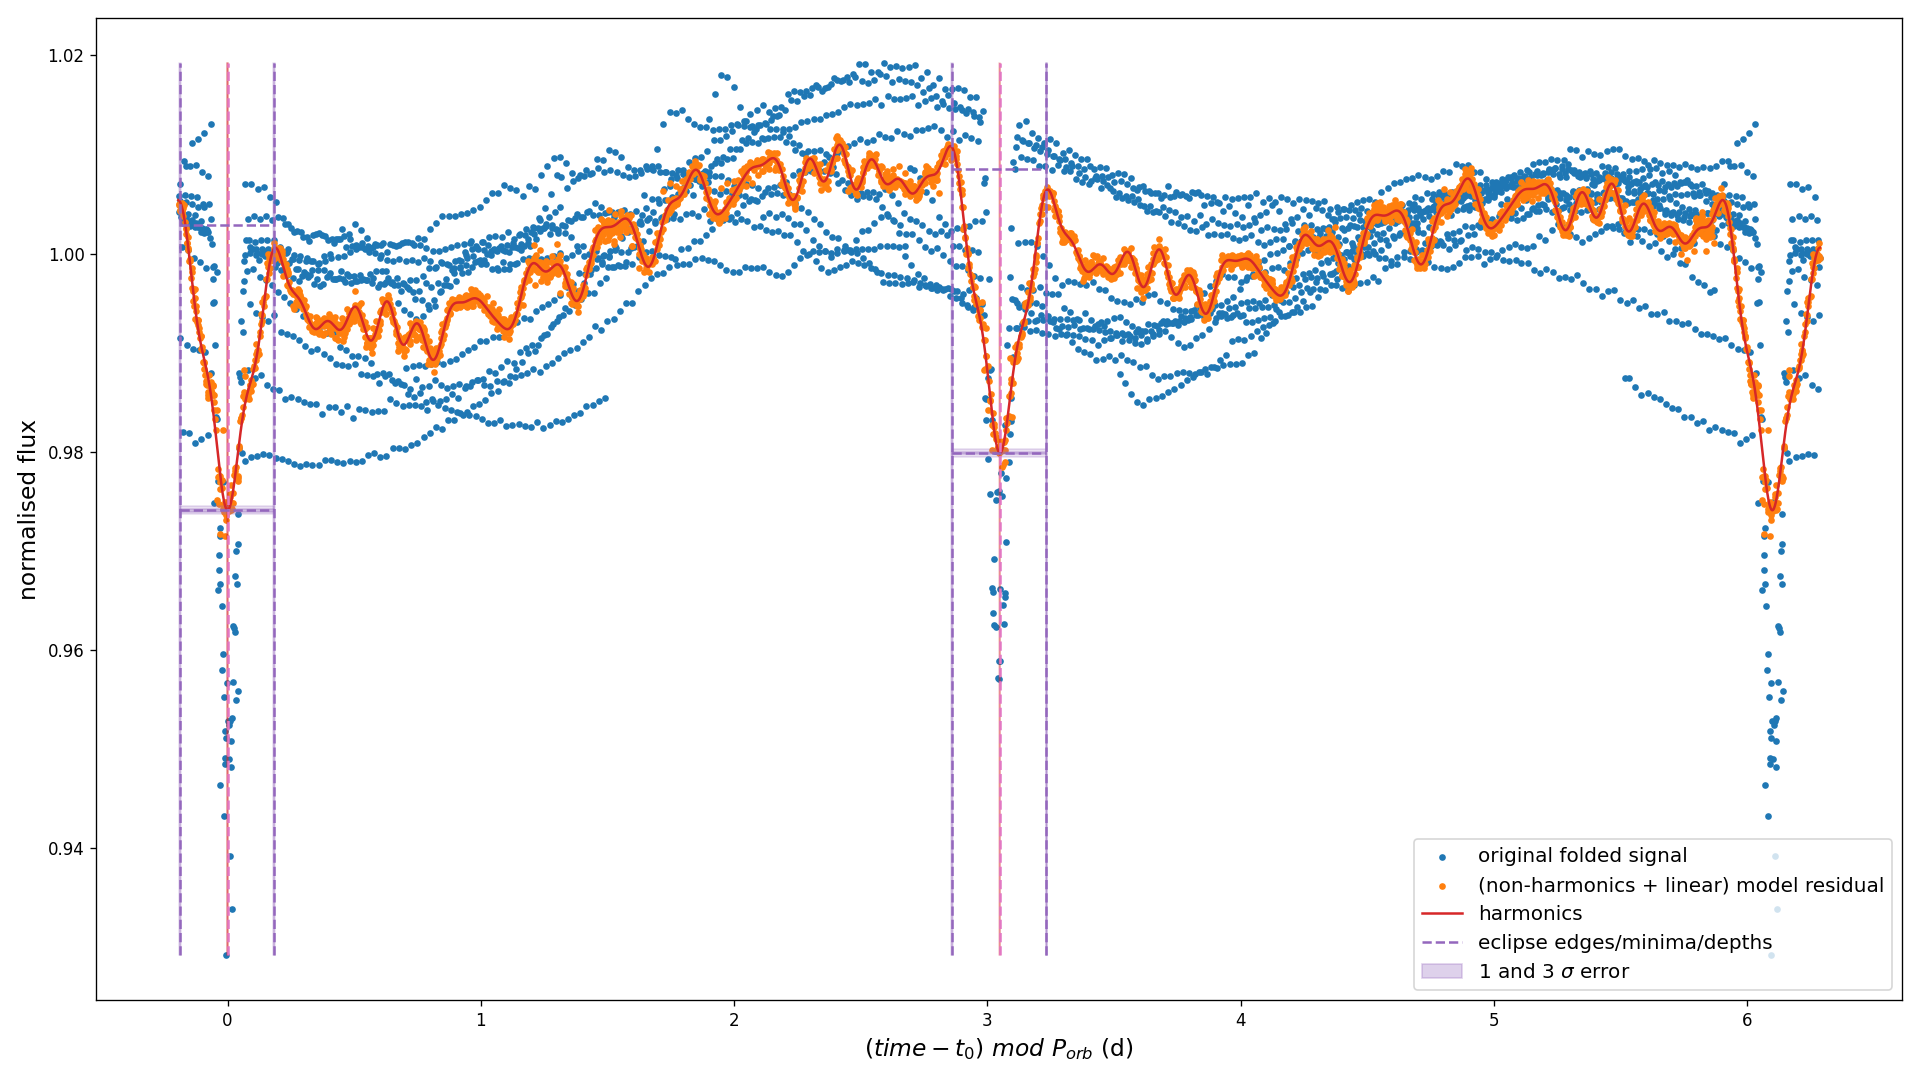 normalised flux
1.02
1.00
0.98
0.96
0.94
original folded signal
(non-harmonics + linear) model residual
harmonics
eclipse edges/minima/depths
1 and 3 σ error
0 1 2 3 4 5 6
(time − t₀) mod Pₒᵣb (d)